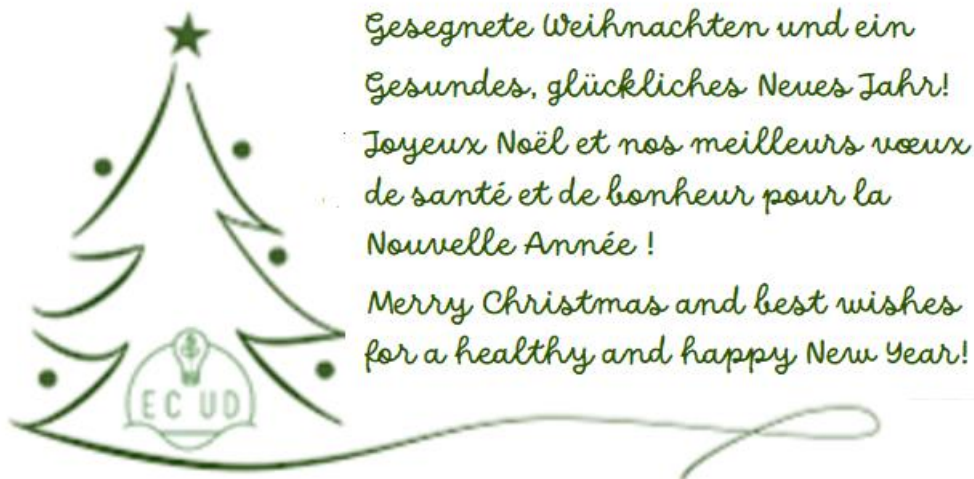 Gesegnete Weihnachten und ein
Gesundes, glückliches Neues Jahr!
Joyeux Noël et nos meilleurs vœux
de santé et de bonheur pour la
Nouvelle Année !
Merry Christmas and best wishes
for a healthy and happy New Year!
EC UD